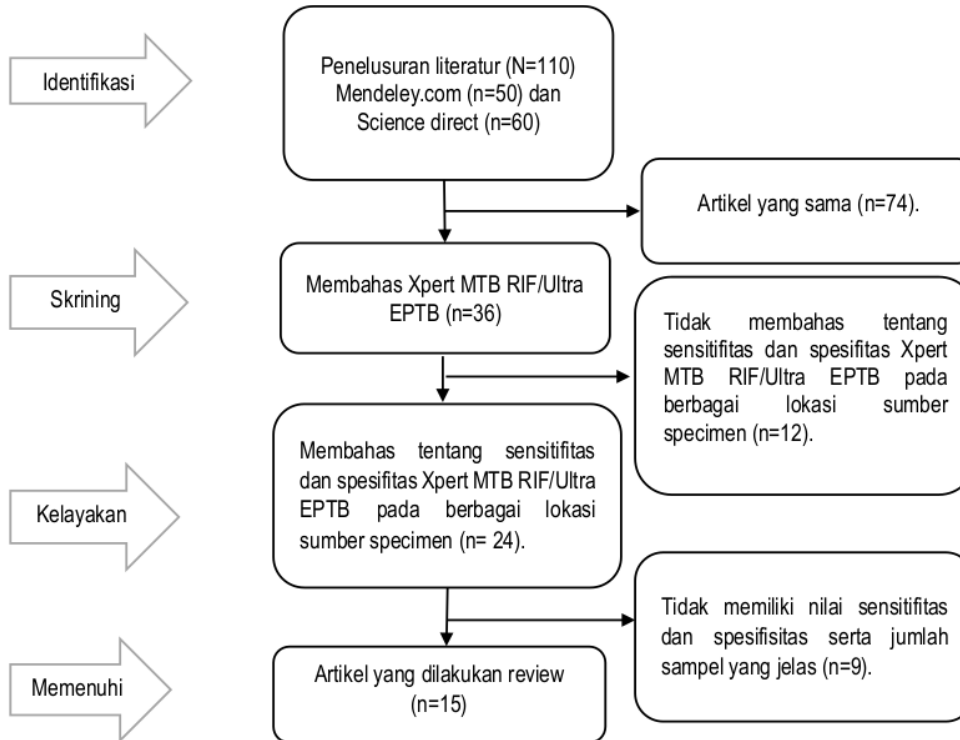 Identifikasi
Penelusuran literatur (N=110)
Mendeley.com (n=50) dan
Science direct (n=60)
Artikel yang sama (n=74).
Skrining
Membahas Xpert MTB RIF/Ultra
EPTB (n=36)
Tidak membahas tentang
sensitifitas dan spesifitas Xpert
MTB RIF/Ultra EPTB pada
berbagai lokasi sumber
specimen (n=12).
Kelayakan
Membahas tentang sensitifitas
dan spesifitas Xpert MTB RIF/Ultra
EPTB pada berbagai lokasi
sumber specimen (n= 24).
Tidak memiliki nilai sensitifitas
dan spesifisitas serta jumlah
sampel yang jelas (n=9).
Memenuhi
Artikel yang dilakukan review
(n=15)